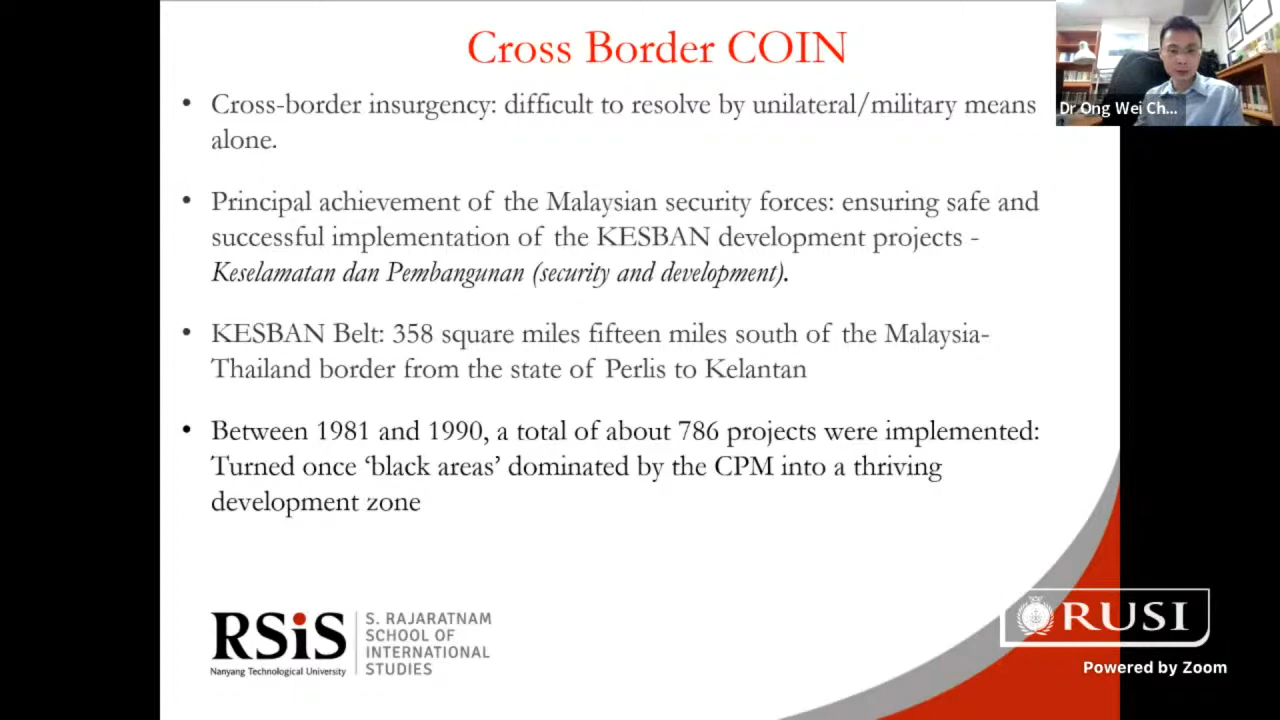 Cross Border COIN
• Cross-border insurgency: difficult to resolve by unilateral/military means
alone.
• Principal achievement of the Malaysian security forces: ensuring safe and
successful implementation of the KESBAN development projects -
Keselamatan dan Pembangunan (security and development).
• KESBAN Belt: 358 square miles fifteen miles south of the Malaysia-
Thailand border from the state of Perlis to Kelantan
• Between 1981 and 1990, a total of about 786 projects were implemented:
Turned once ‘black areas’ dominated by the CPM into a thriving
development zone
Dr Ong Wei Ch...
RSiS
Nanyang Technological University
S. RAJARATNAM
SCHOOL OF
INTERNATIONAL
STUDIES
RUSI
Powered by Zoom